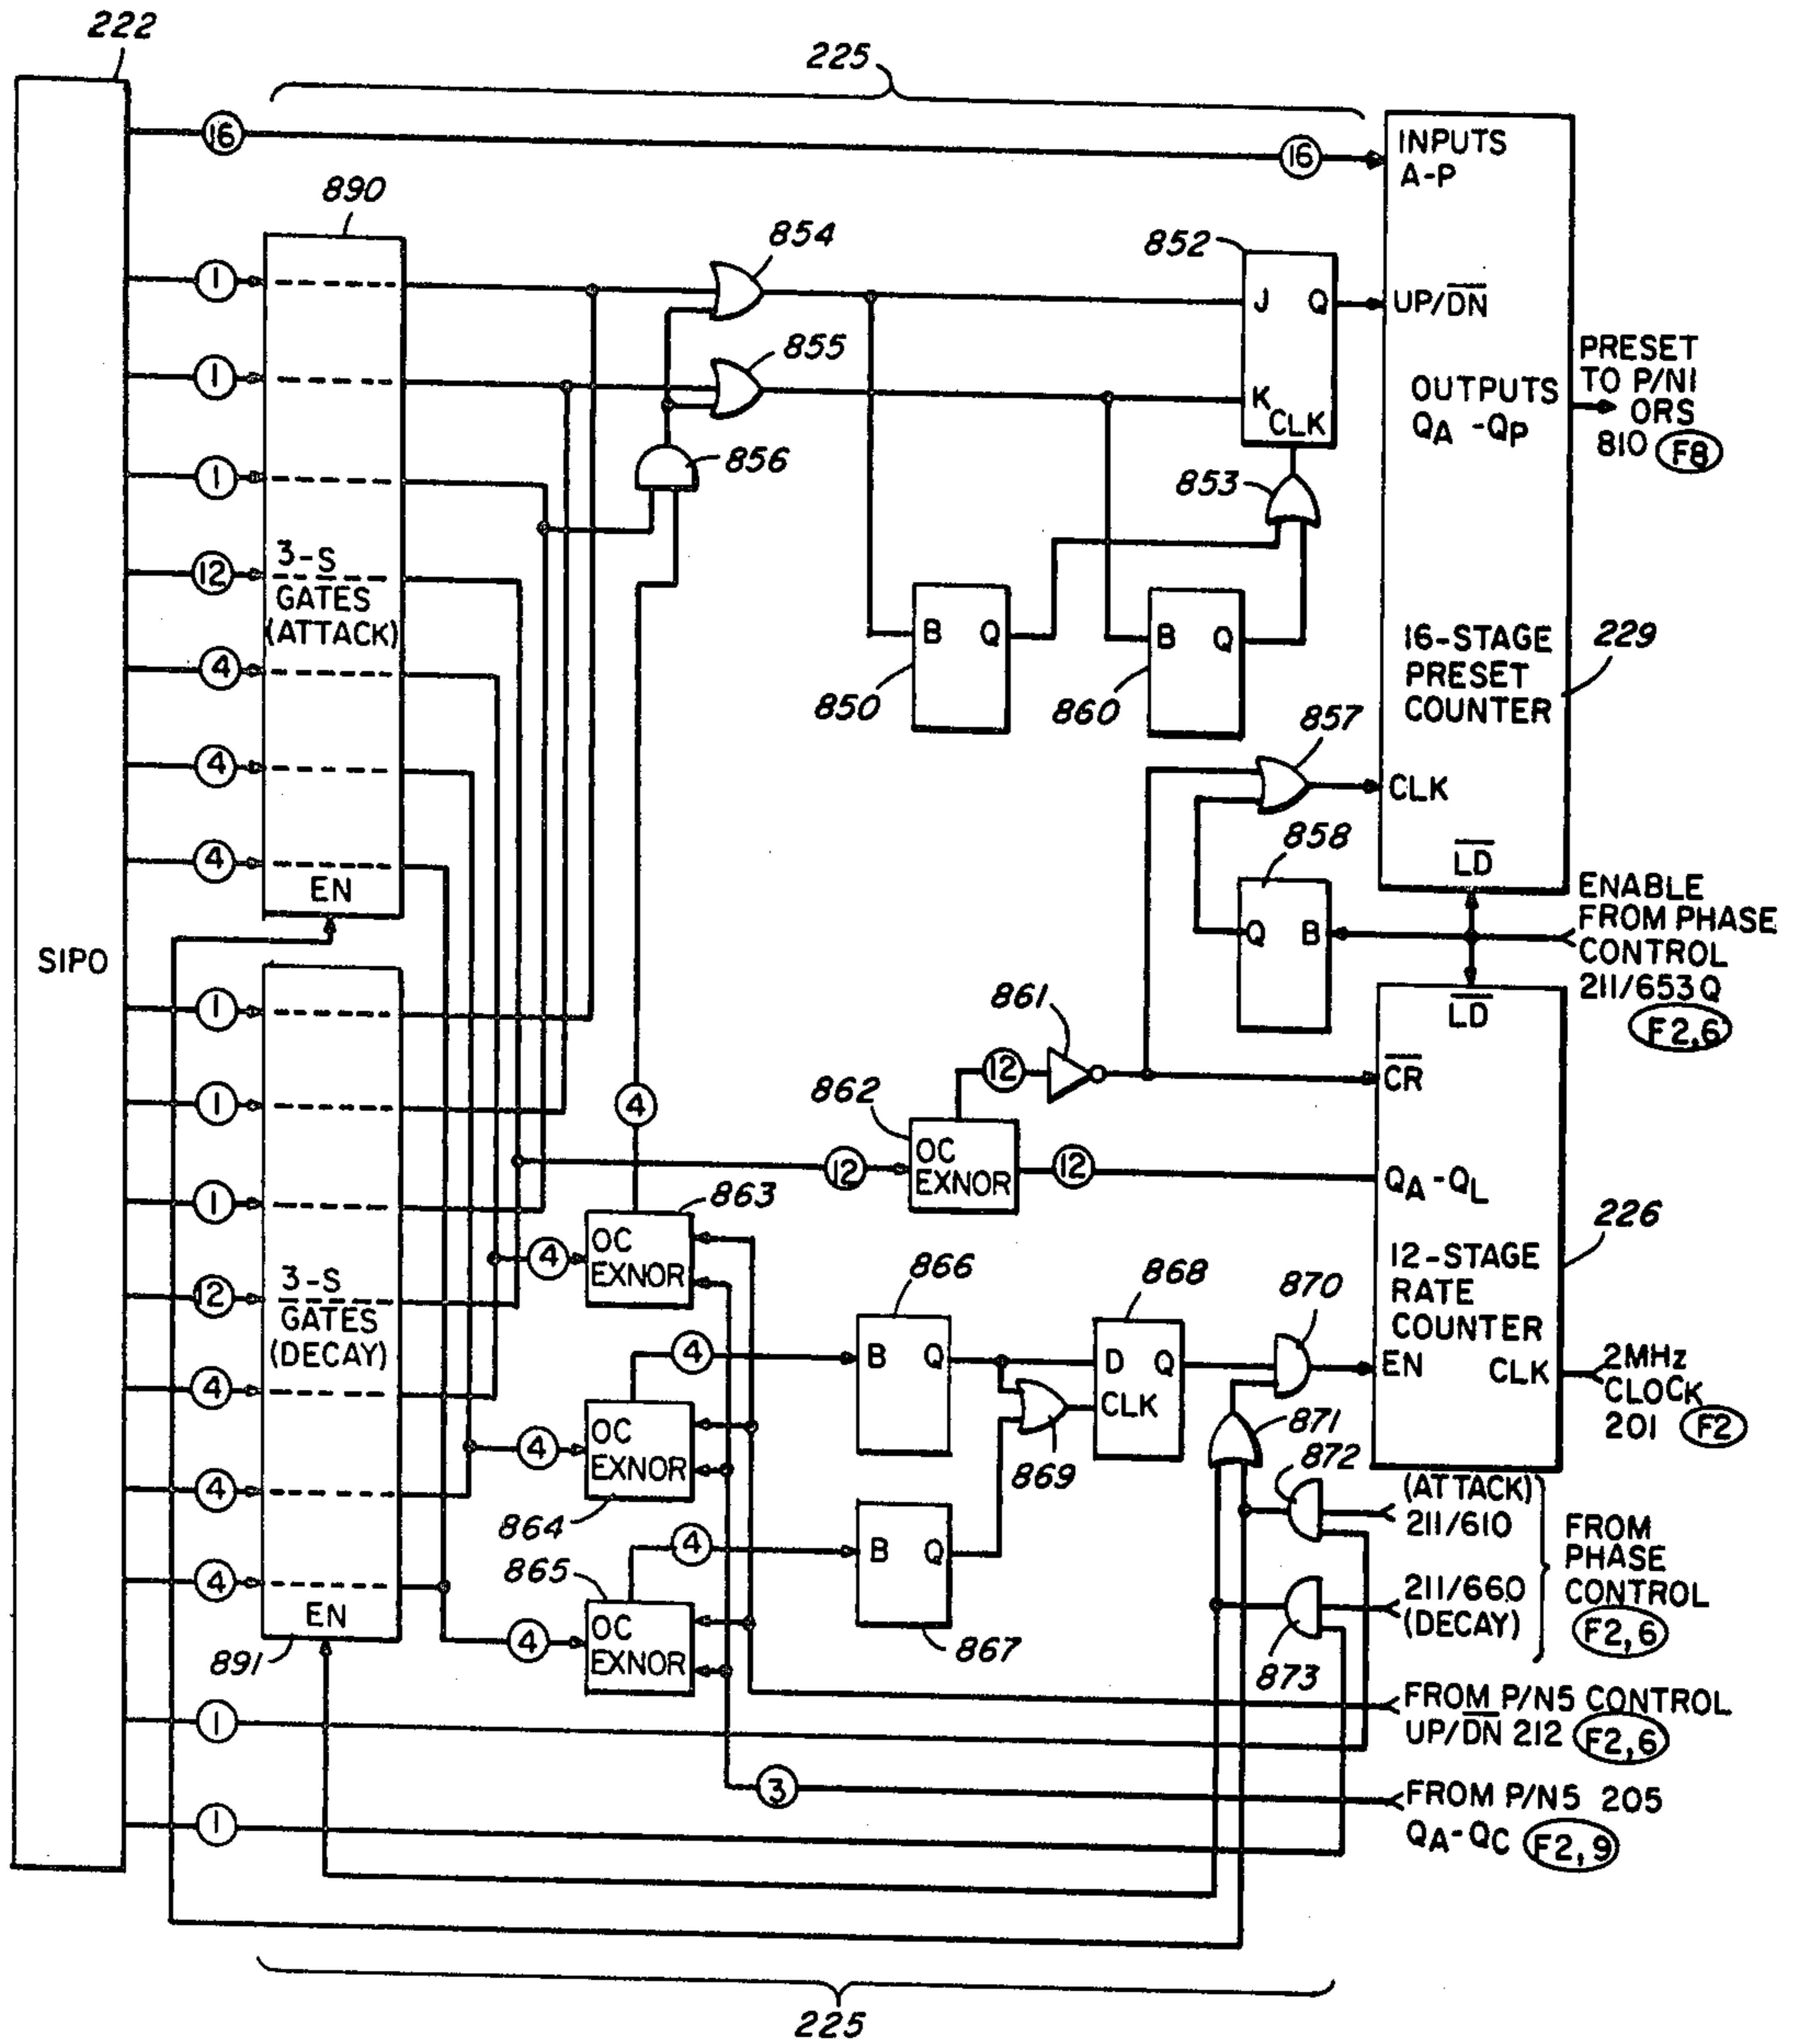 222
225
16
16
INPUTS
A-P
890
854
852
1
J Q
UP/DN
855
1
K
CLK
OUTPUTS
QA -QP
PRESET
TO P/N1
ORS
810 F8
856
1
853
12
3-S
GATES
(ATTACK)
B Q
B Q
16-STAGE
PRESET
COUNTER
229
4
850
860
857
4
CLK
858
4
EN
LD
Q B
ENABLE
FROM PHASE
CONTROL
211/653Q
F2,6
SIPO
861
LD
1
12
CR
862
1
4
OC
EXNOR
12
12
QA-QL
863
1
226
OC
EXNOR
4
12
3-S
GATES
(DECAY)
866
868
870
12-STAGE
RATE
COUNTER
4
B Q
D Q
EN
CLK
2MHz
CLOCK
201 F2
4
CLK
OC
EXNOR
4
871
869
872
4
864
4
(ATTACK)
211/610
FROM
PHASE
CONTROL
F2,6
865
B Q
4
EN
OC
EXNOR
4
867
211/660
(DECAY)
891
873
1
FROM P/N5 CONTROL
UP/DN 212 F2,6
3
FROM P/N5 205
QA-QC F2,9
1
225